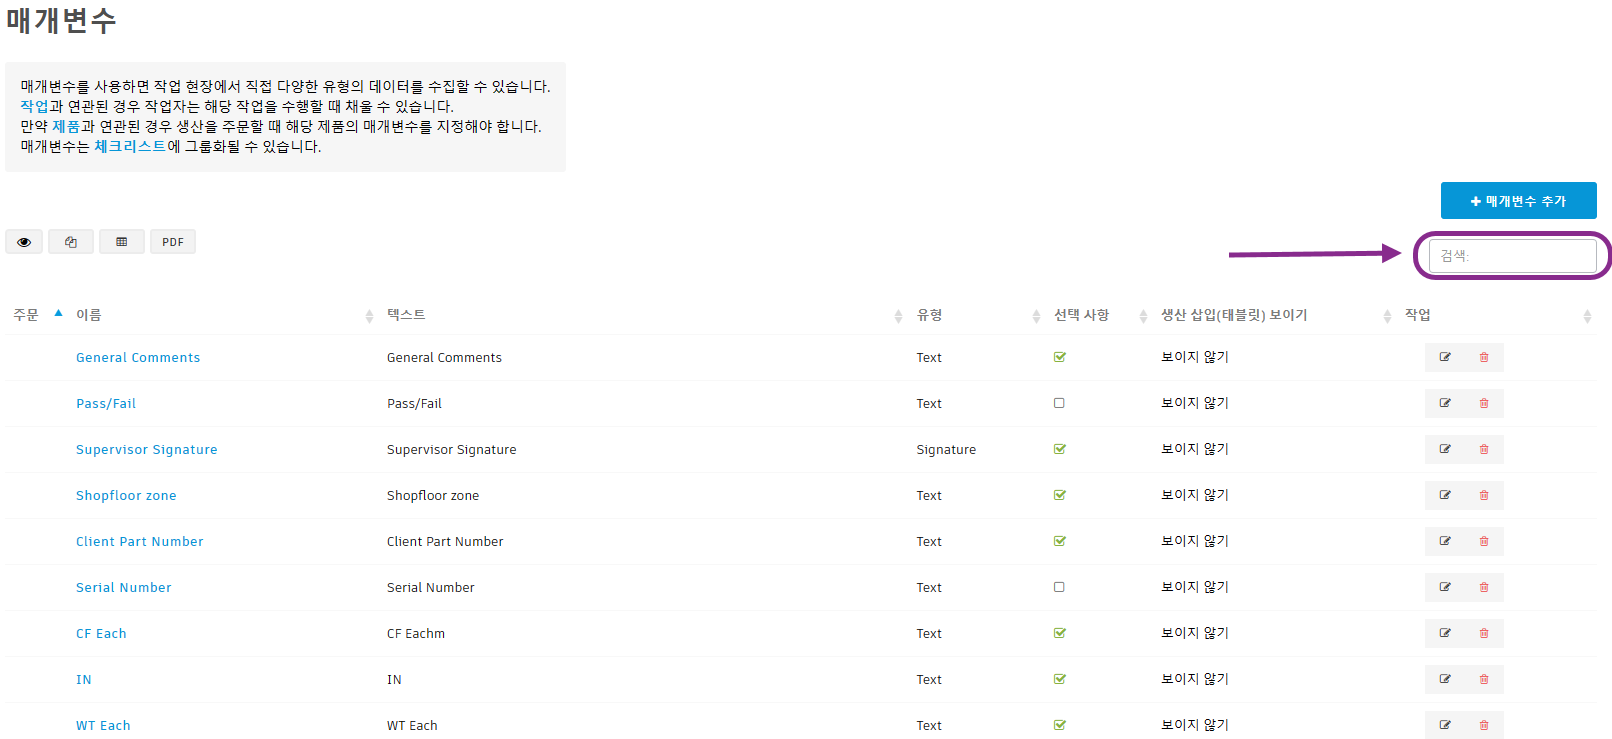 매개변수
매개변수를 사용하면 작업 현장에서 직접 다양한 유형의 데이터를 수집할 수 있습니다.
작업과 연관된 경우 작업자는 해당 작업을 수행할 때 채울 수 있습니다.
만약 제품과 연관된 경우 생산을 주문할 때 해당 제품의 매개변수를 지정해야 합니다.
매개변수는 체크리스트에 그룹화될 수 있습니다.
+ 매개변수 추가
PDF
검색:
주문 이름 텍스트 유형 선택 사항 생산 삽입(태블릿) 보이기 작업
General Comments General Comments Text 보이지 않기
Pass/Fail Pass/Fail Text 보이지 않기
Supervisor Signature Supervisor Signature Signature 보이지 않기
Shopfloor zone Shopfloor zone Text 보이지 않기
Client Part Number Client Part Number Text 보이지 않기
Serial Number Serial Number Text 보이지 않기
CF Each CF Eachm Text 보이지 않기
IN IN Text 보이지 않기
WT Each WT Each Text 보이지 않기